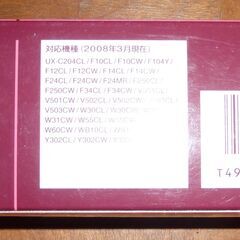 対応機種(2008年3月現在)
UX-C204CL/F10CL/F10CW/F104Y/
F12CL/F12CW/F14CL/F14CW/
F24CL/F24CW/F24MR/F250CL/
F250CW/F34CL/F34CW/
V501CW/V502CL/
V503CW/W30CL/
W31CW/W55CL/
W60CW/WB10CL/
Y302CL/Y302CW/
T49